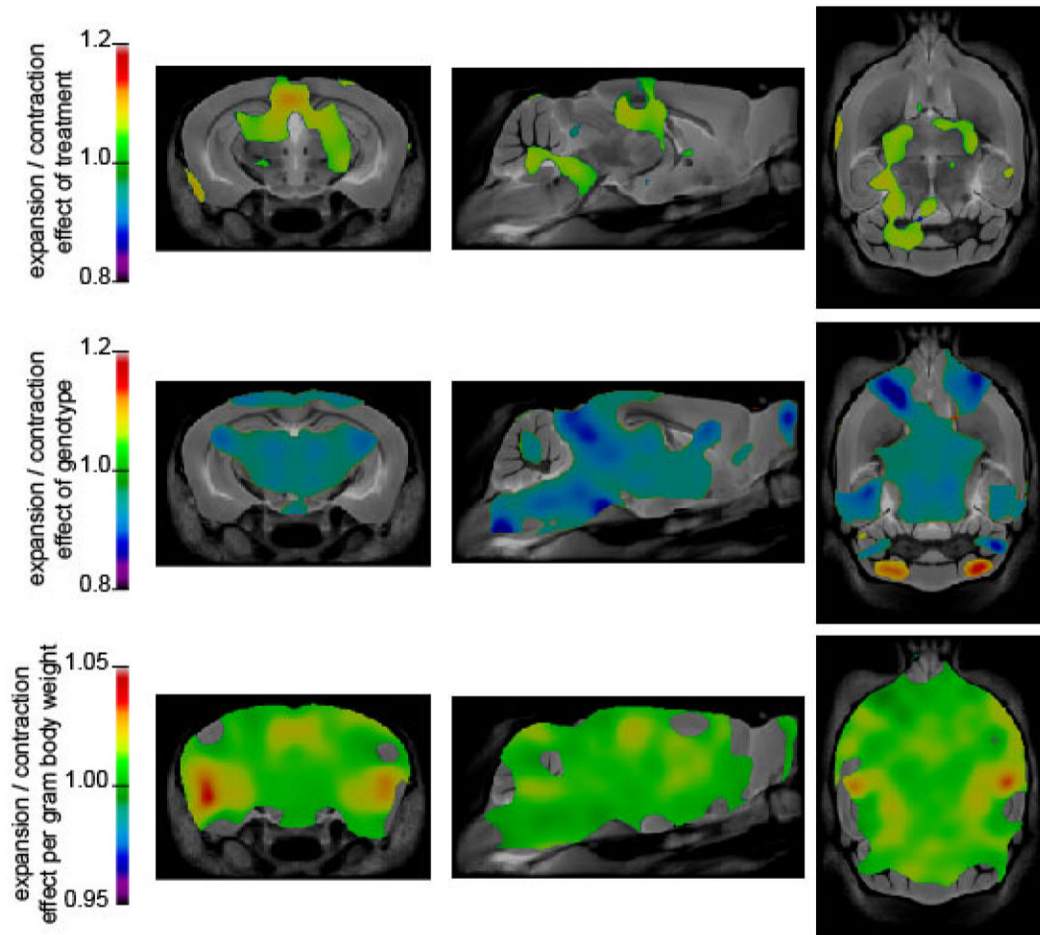 1.2
expansion / contraction
effect of treatment
1.0
0.8
1.2
expansion / contraction
effect of genotype
1.0
0.8
1.05
expansion / contraction
effect per gram body weight
1.00
0.95